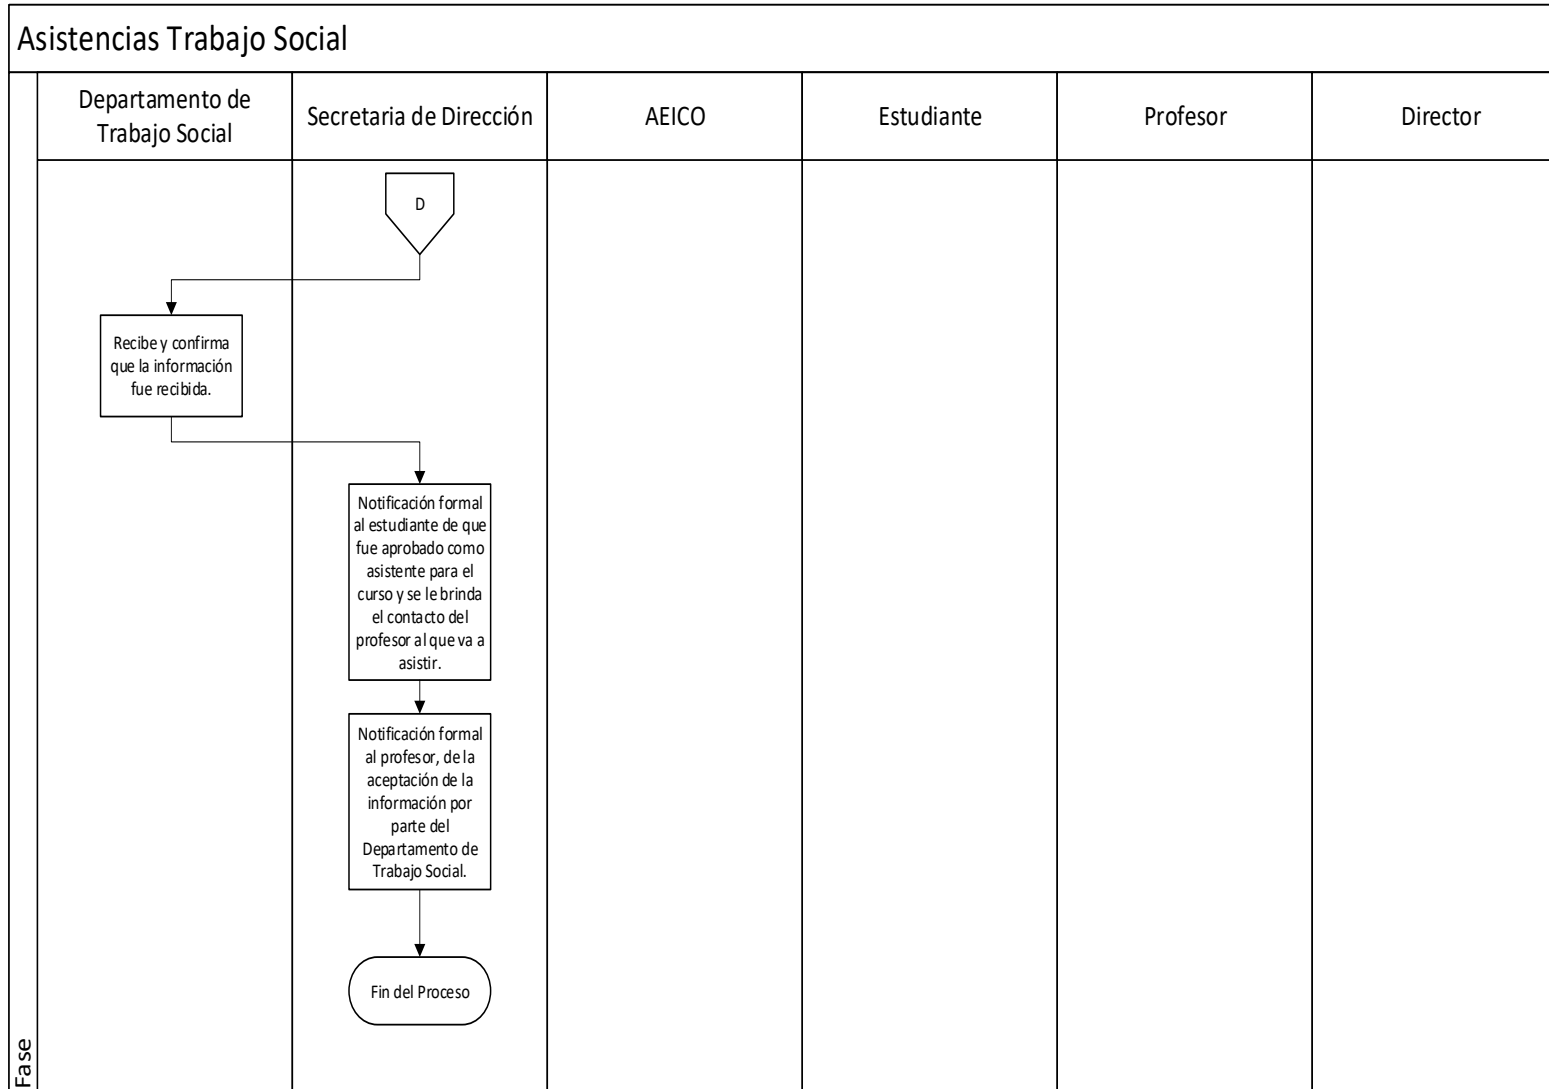 Asistencias Trabajo Social
Departamento de
Trabajo Social
Secretaria de Dirección
AEICO
Estudiante
Profesor
Director
D
Recibe y confirma
que la información
fue recibida.
Notificación formal
al estudiante de que
fue aprobado como
asistente para el
curso y se le brinda
el contacto del
profesor al que va a
asistir.
Notificación formal
al profesor, de la
aceptación de la
información por
parte del
Departamento de
Trabajo Social.
Fin del Proceso
Fase